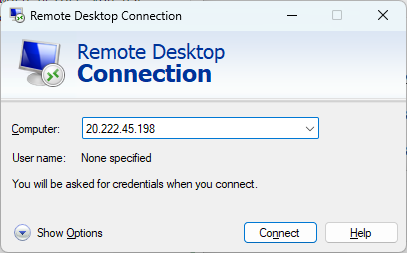 Remote Desktop Connection
Remote Desktop
Connection
Computer:
20.222.45.198
User name:
None specified
You will be asked for credentials when you connect.
Show Options
Connect
Help